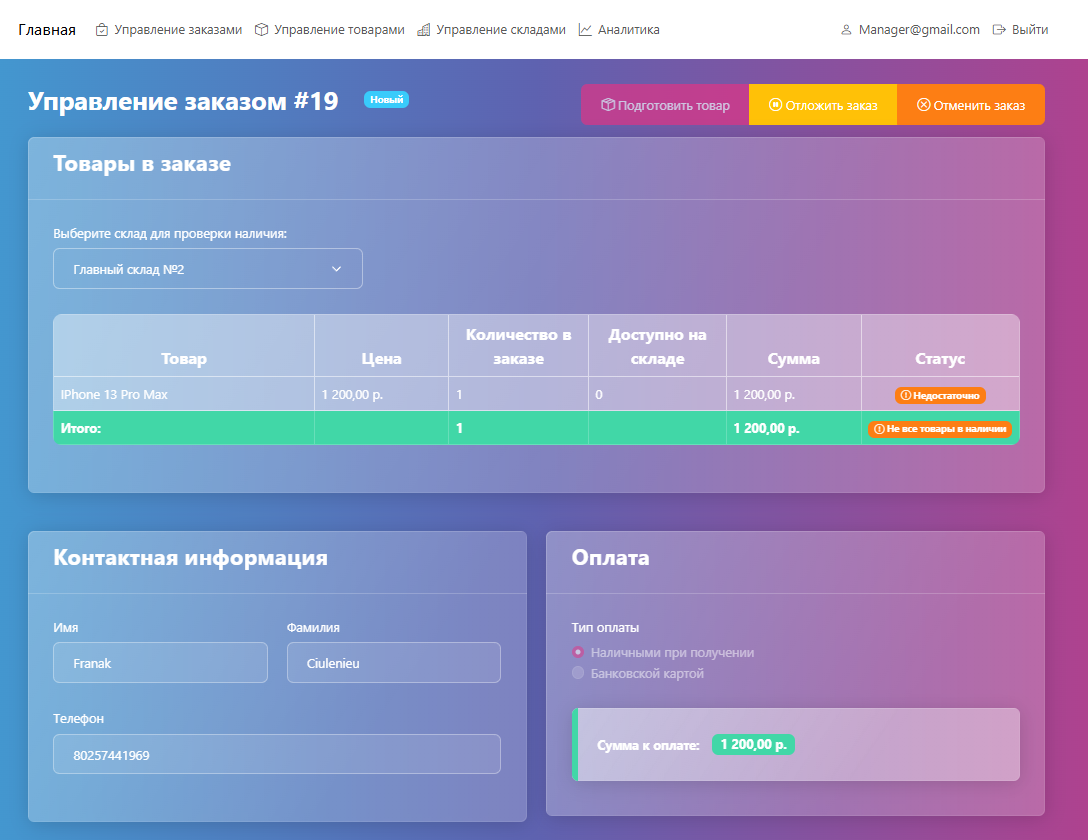 Главная Управление заказами Управление товарами Управление складами Аналитика Manager@gmail.com Выйти
Управление заказом #19 Новый Подготовить товар Отложить заказ Отменить заказ
Товары в заказе
Выберите склад для проверки наличия:
Главный склад №2
Товар Цена Количество в заказе Доступно на складе Сумма Статус
IPhone 13 Pro Max 1 200,00 р. 1 0 1 200,00 р. Недостаточно
Итого: 1 1 200,00 р. Не все товары в наличии
Контактная информация
Имя Фамилия
Franak Ciulenieu
Телефон
80257441969
Оплата
Тип оплаты
Наличными при получении
Банковской картой
Сумма к оплате: 1 200,00 р.